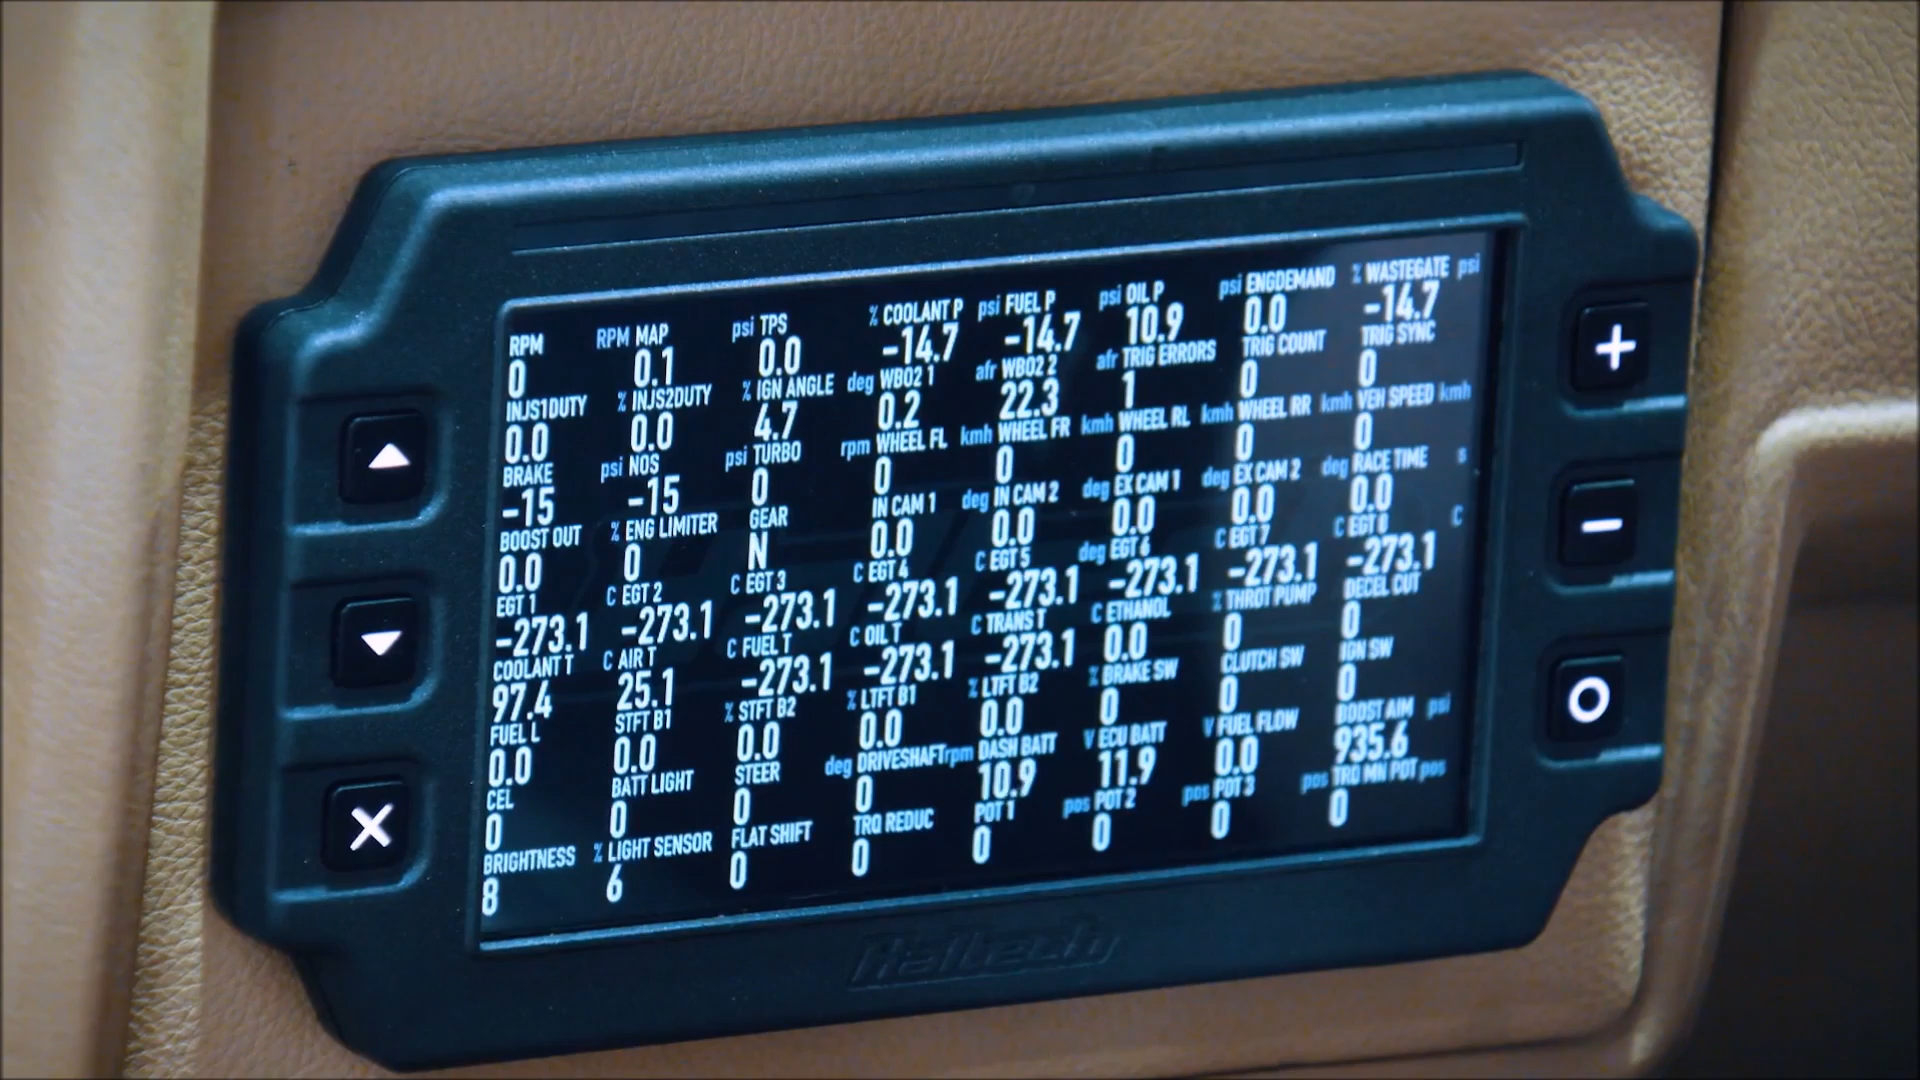 RPM RPM MAP psi TPS % COOLANT P psi FUEL P psi OIL P psi ENGDEMAND % WASTEGATE psi
0 0.1 0.0 -14.7 -14.7 10.9 0.0 -14.7
INJS1DUTY % INJS2DUTY % IGN ANGLE deg WBO2 1 afr WBO2 2 afr TRIG ERRORS TRIG COUNT TRIG SYNC
0.0 0.0 4.7 0.2 22.3 1 0 0
BRAKE psi NOS psi TURBO rpm WHEEL FL kmh WHEEL FR kmh WHEEL RL kmh WHEEL RR kmh VEH SPEED kmh
-15 -15 0 0 0 0 0 0
BOOST OUT % ENG LIMITER GEAR IN CAM 1 deg IN CAM 2 deg EX CAM 1 deg EX CAM 2 deg RACE TIME s
0.0 0 N 0.0 0.0 0.0 0.0 0.0
EGT 1 C EGT 2 C EGT 3 C EGT 4 C EGT 5 deg EGT 6 C EGT 7 C EGT 8 C
-273.1 -273.1 -273.1 -273.1 -273.1 -273.1 -273.1 -273.1
COOLANT T C AIR T C FUEL T C OIL T C TRANS T C ETHANOL % THROT PUMP DECEL CUT
97.4 25.1 -273.1 -273.1 -273.1 0.0 0 0
FUEL L STFT B1 % STFT B2 % LTFT B1 % LTFT B2 % BRAKE SW CLUTCH SW IGN SW
0.0 0.0 0.0 0.0 0.0 0 0 0
CEL BATT LIGHT STEER deg DRIVESHAFT rpm DASH BATT V ECU BATT V FUEL FLOW BOOST AIM psi
0 0 0 0 10.9 11.9 0.0 935.6
BRIGHTNESS % LIGHT SENSOR FLAT SHIFT TRQ REDUC POT 1 pos POT 2 pos POT 3 pos TRQ MN POT pos
8 6 0 0 0 0 0 0
Haltech